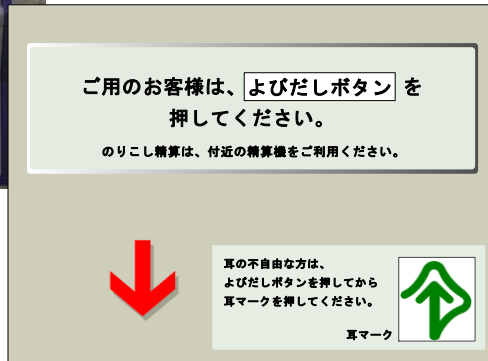 ご用のお客様は、よびだしボタンを
押してください。
のりこし精算は、付近の精算機をご利用ください。
耳の不自由な方は、
よびだしボタンを押してから
耳マークを押してください。
耳マーク